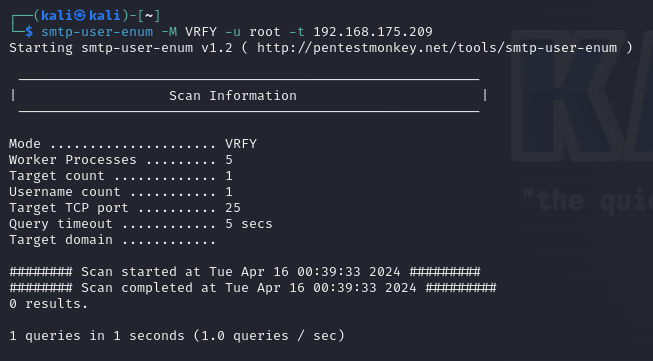 ┌──(kali㉿kali)-[~]
└─$ smtp-user-enum -M VRFY -u root -t 192.168.175.209
Starting smtp-user-enum v1.2 ( http://pentestmonkey.net/tools/smtp-user-enum )
 ----------------------------------------------------------
|                   Scan Information                       |
 ----------------------------------------------------------
Mode ..................... VRFY
Worker Processes ......... 5
Target count ............. 1
Username count ........... 1
Target TCP port .......... 25
Query timeout ............ 5 secs
Target domain ............
######## Scan started at Tue Apr 16 00:39:33 2024 #########
######## Scan completed at Tue Apr 16 00:39:33 2024 #########
0 results.
1 queries in 1 seconds (1.0 queries / sec)
"the